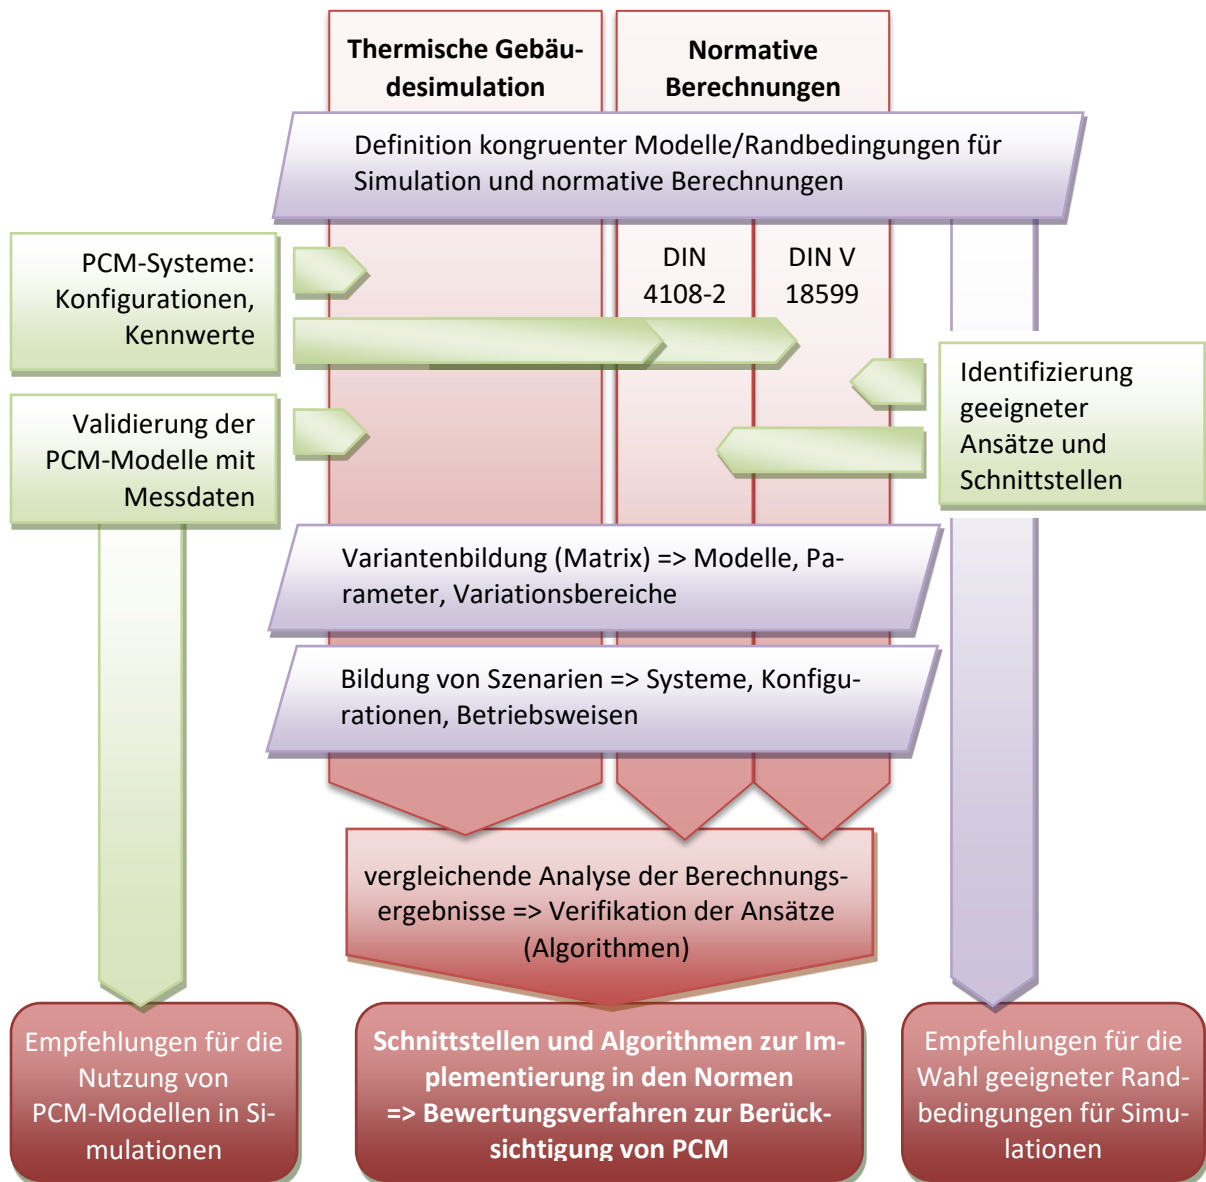 Thermische Gebäu-
desimulation
Normative
Berechnungen
Definition kongruenter Modelle/Randbedingungen für
Simulation und normative Berechnungen
PCM-Systeme:
Konfigurationen,
Kennwerte
DIN
4108-2
DIN V
18599
Validierung der
PCM-Modelle mit
Messdaten
Identifizierung
geeigneter
Ansätze und
Schnittstellen
Variantenbildung (Matrix) => Modelle, Pa-
rameter, Variationsbereiche
Bildung von Szenarien => Systeme, Konfigu-
rationen, Betriebsweisen
vergleichende Analyse der Berechnungs-
ergebnisse => Verifikation der Ansätze
(Algorithmen)
Empfehlungen für die
Nutzung von
PCM-Modellen in Si-
mulationen
Schnittstellen und Algorithmen zur Im-
plementierung in den Normen
=> Bewertungsverfahren zur Berück-
sichtigung von PCM
Empfehlungen für die
Wahl geeigneter Rand-
bedingungen für Simu-
lationen